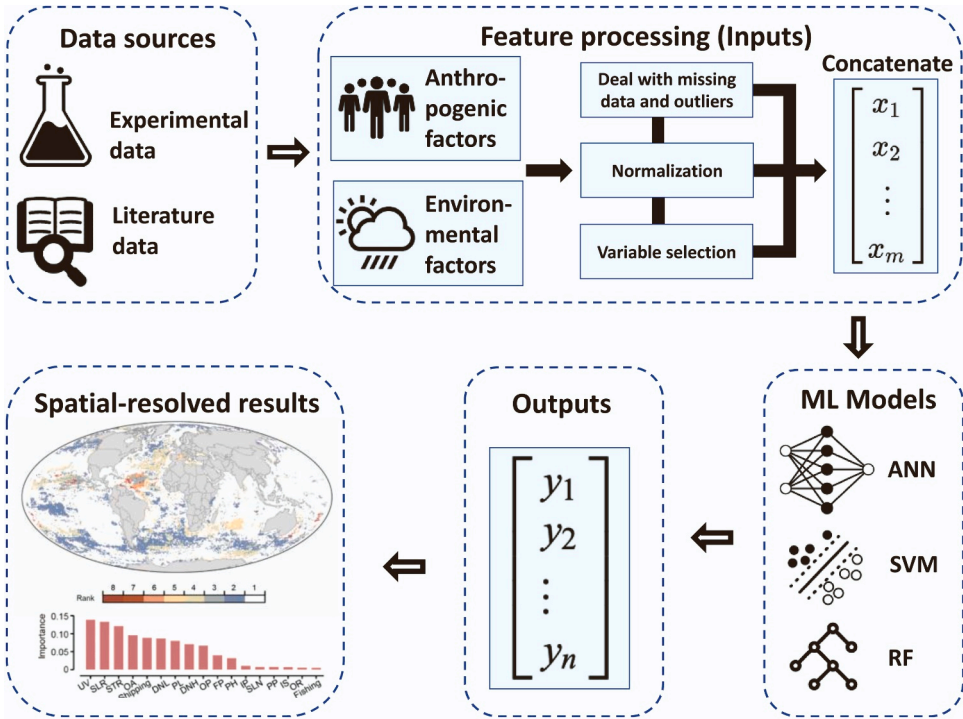 Data sources
Experimental
data
Literature
data
Feature processing (Inputs)
Anthro-
pogenic
factors
Environ-
mental
factors
Deal with missing
data and outliers
Normalization
Variable selection
Concatenate
x1
x2
⋮
xm
ML Models
ANN
SVM
RF
Outputs
y1
y2
⋮
yn
Spatial-resolved results
Rank 8 7 6 5 4 3 2 1
Importance
0.15
0.10
0.05
0
UV SLR STR OA Shipping DNL PL DNH OP FP PH IP SLN PP IS OR Fishing